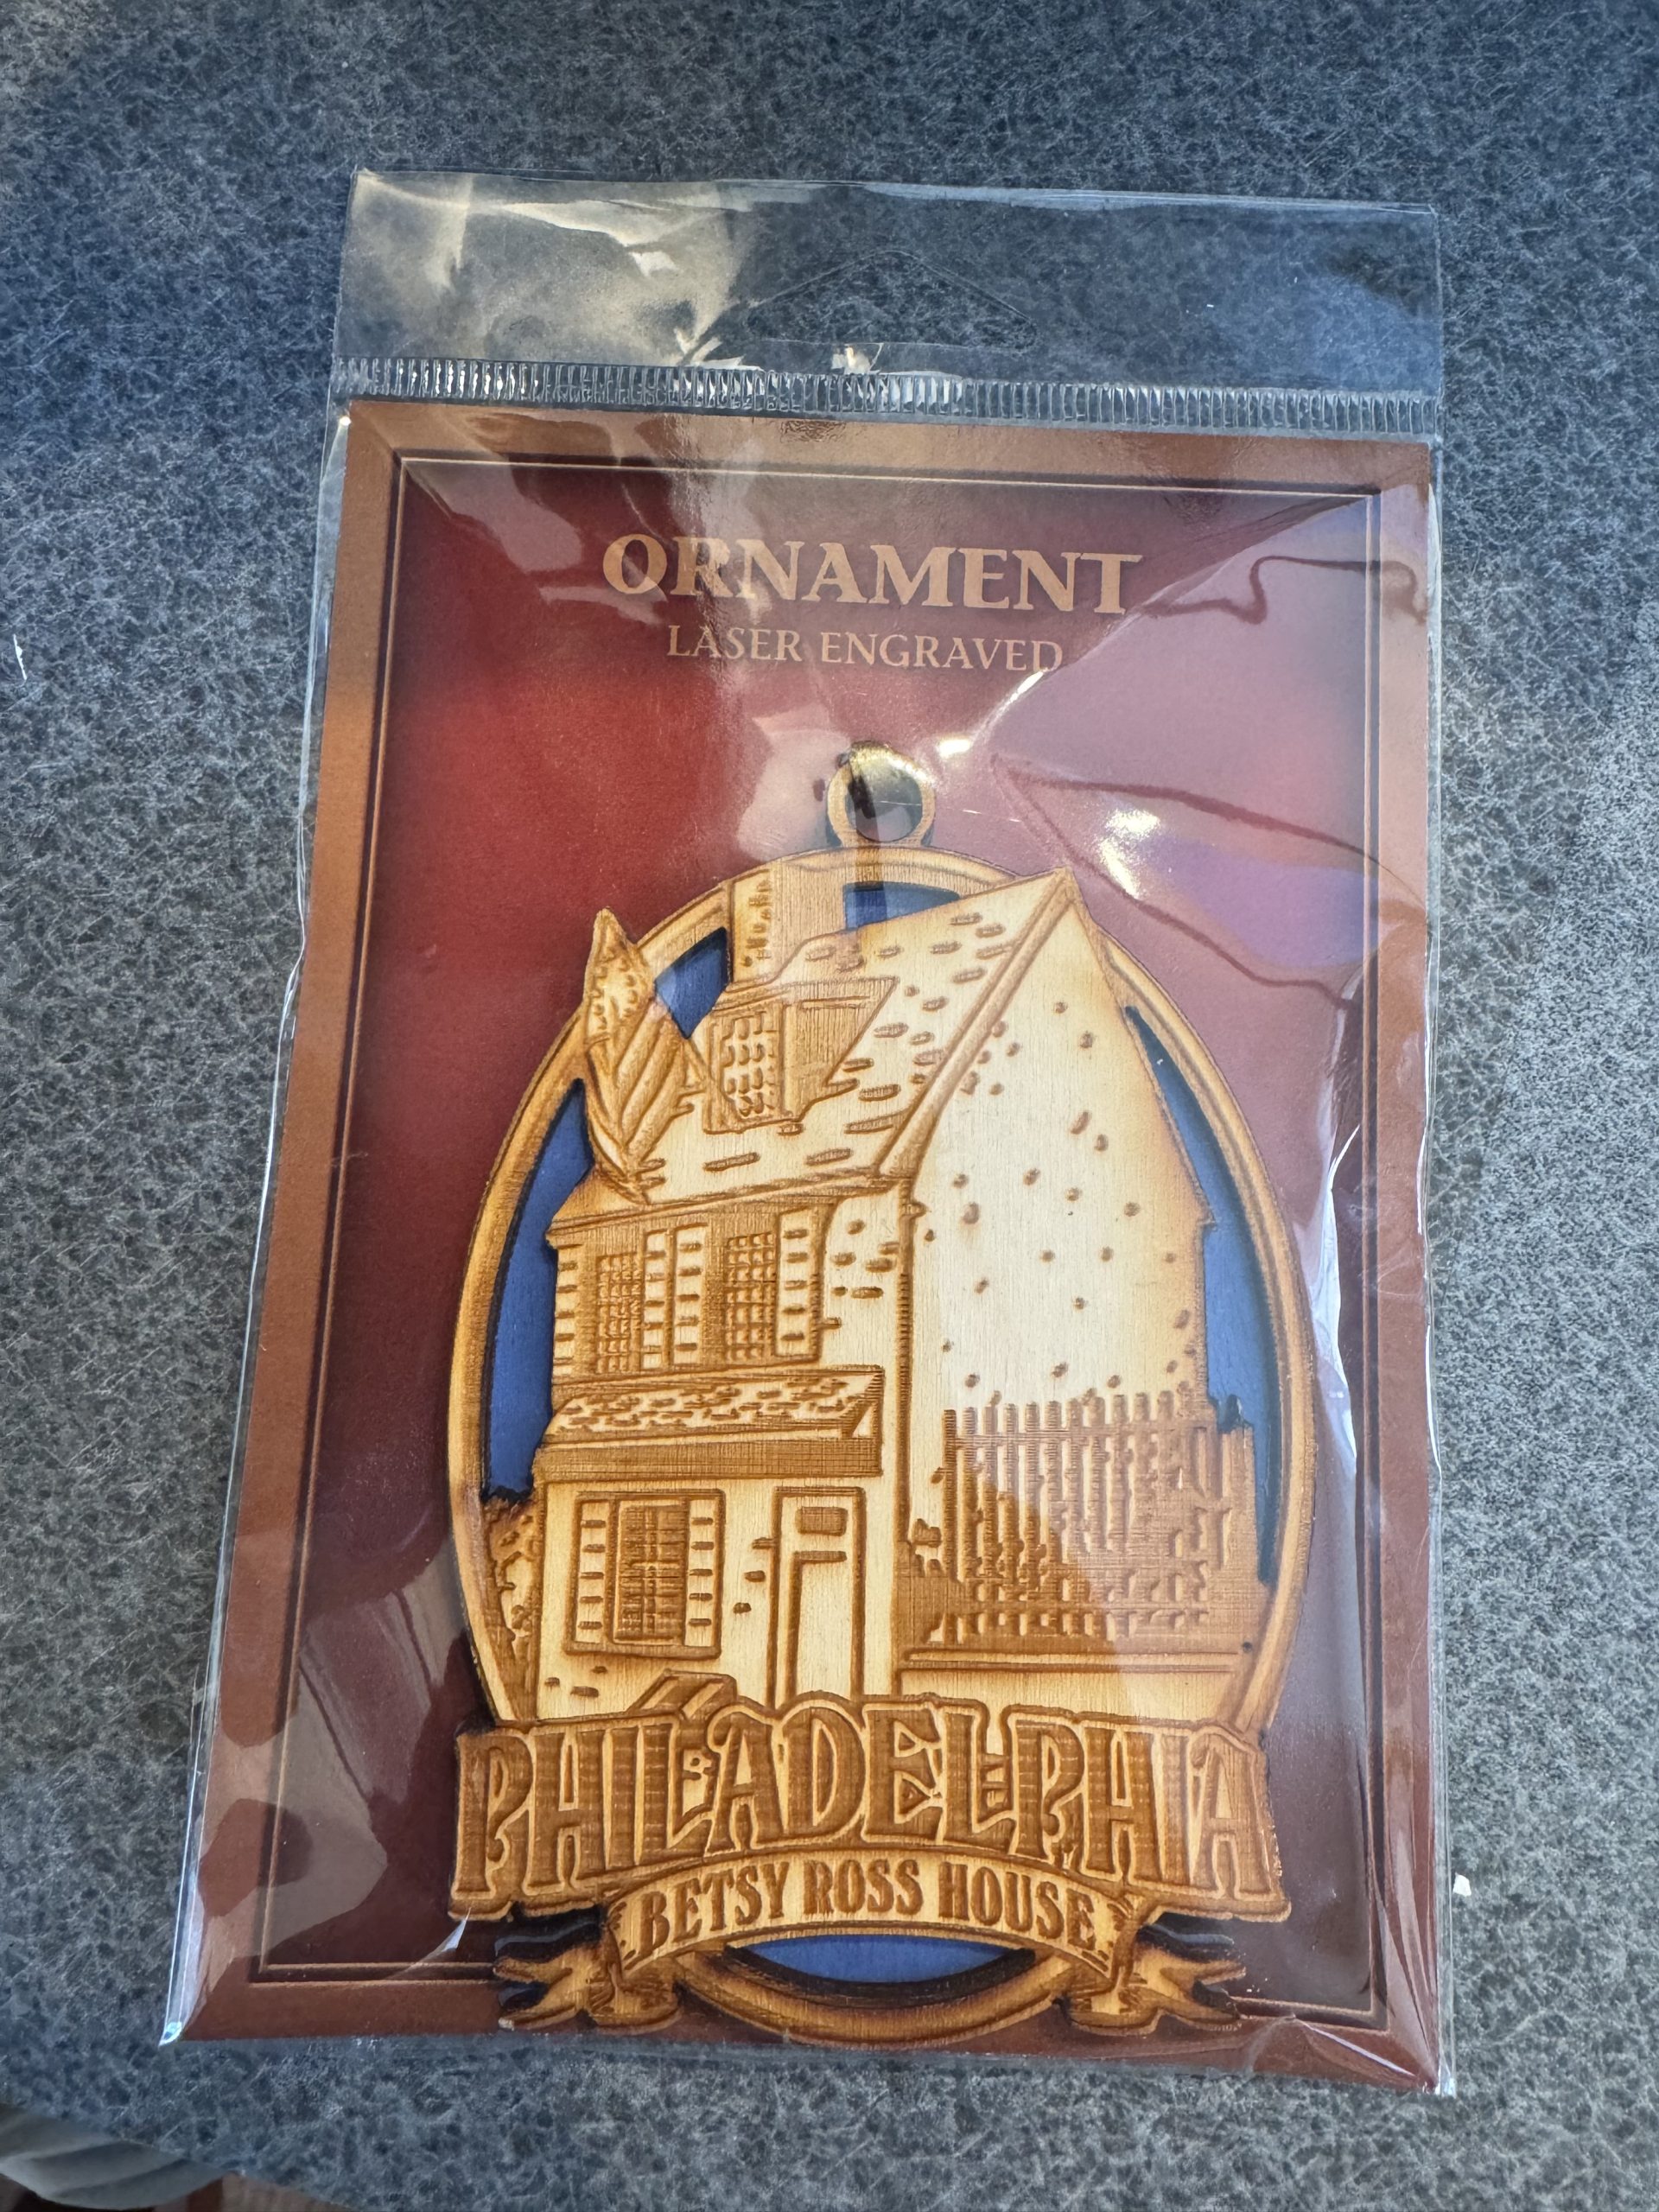 ORNAMENT
LASER ENGRAVED
PHILADELPHIA
BETSY ROSS HOUSE